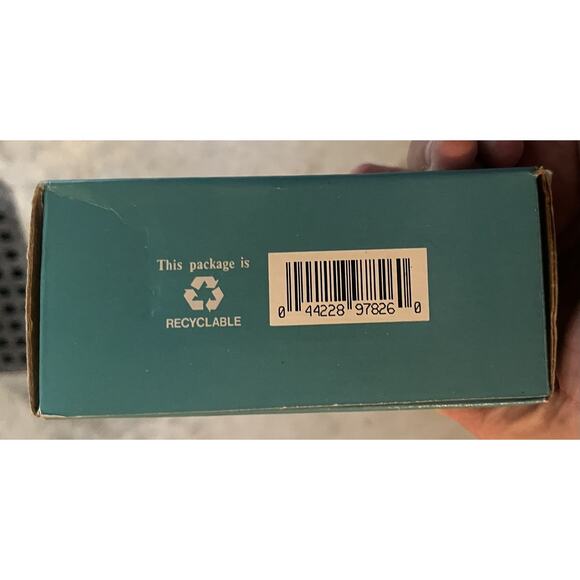 This package is
RECYCLABLE
0 44228 97826 0